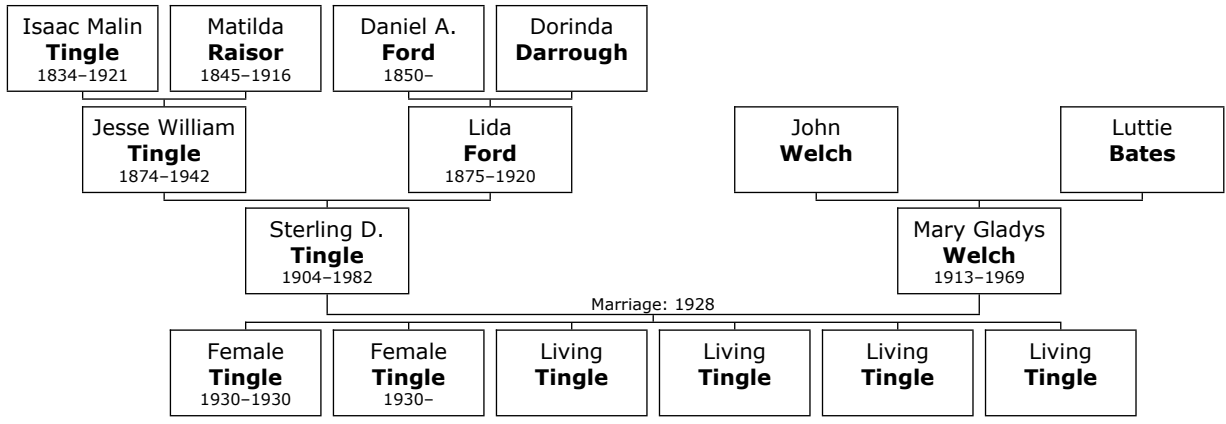 Isaac Malin
Tingle
1834–1921
Matilda
Raisor
1845–1916
Daniel A.
Ford
1850–
Dorinda
Darrough
Jesse William
Tingle
1874–1942
Lida
Ford
1875–1920
John
Welch
Luttie
Bates
Sterling D.
Tingle
1904–1982
Mary Gladys
Welch
1913–1969
Marriage: 1928
Female
Tingle
1930–1930
Female
Tingle
1930–
Living
Tingle
Living
Tingle
Living
Tingle
Living
Tingle